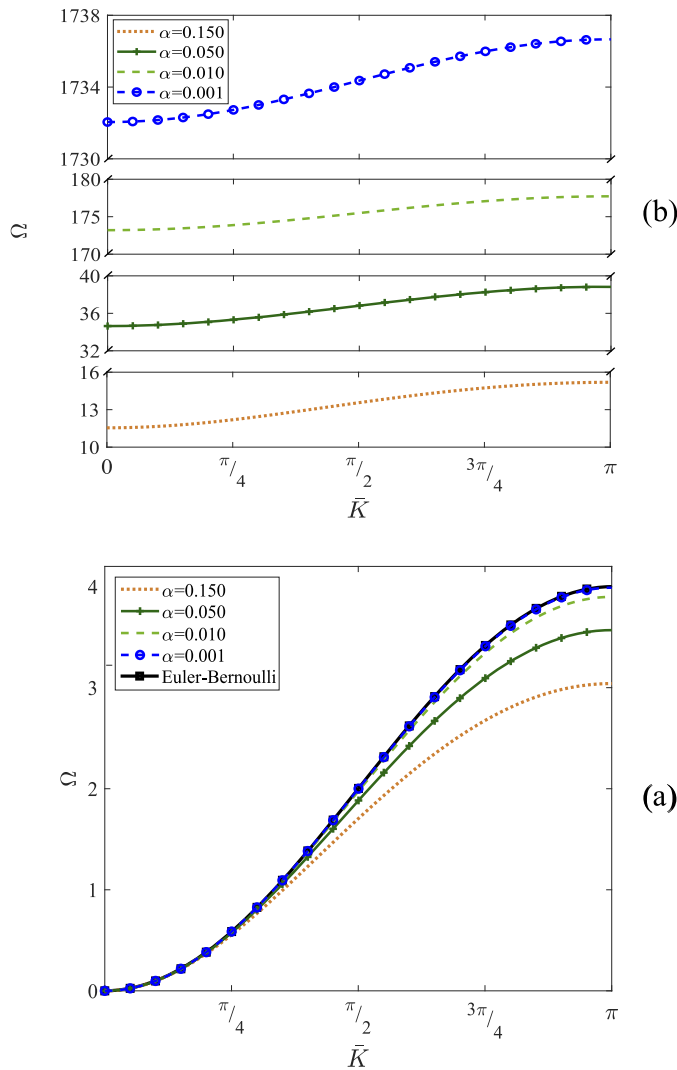 1738
α=0.150
α=0.050
α=0.010
α=0.001
1734
1730
180
175
170
(b)
Ω
40
36
32
16
13
10
0
π/4
π/2
3π/4
π
K̄
4
α=0.150
α=0.050
α=0.010
α=0.001
Euler-Bernoulli
3
Ω
(a)
2
1
0
π/4
π/2
3π/4
π
K̄